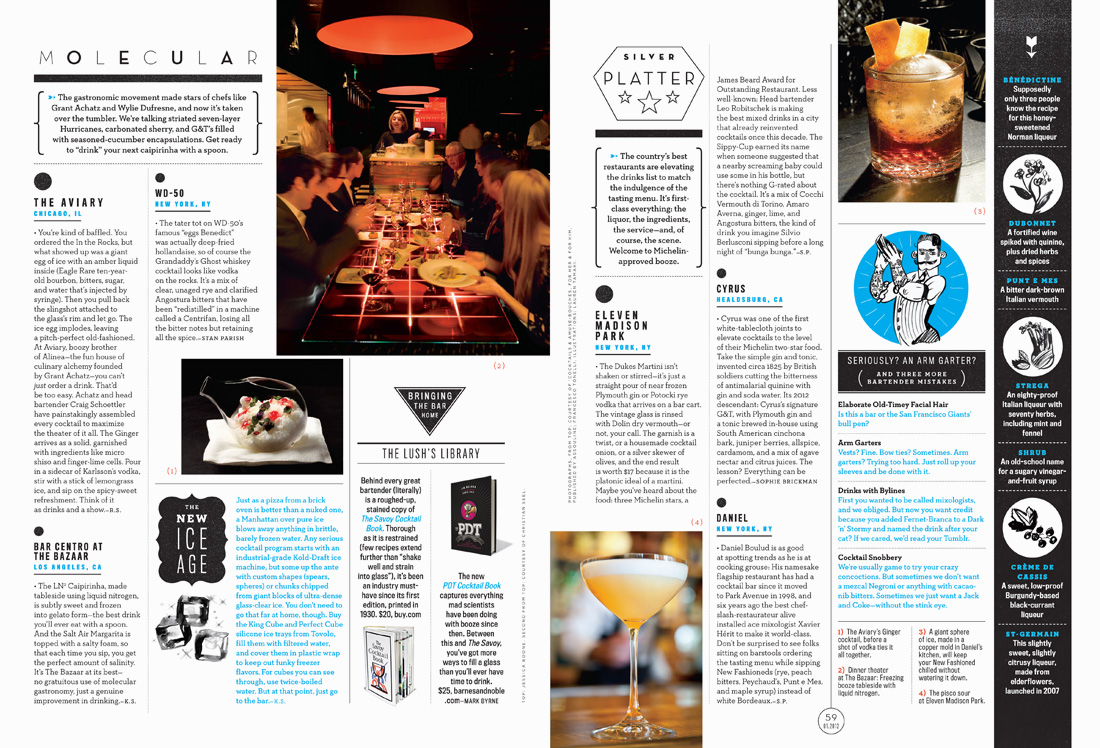 MOLECULAR
➳ The gastronomic movement made stars of chefs like
Grant Achatz and Wylie Dufresne, and now it's taken
over the tumbler. We're talking striated seven-layer
Hurricanes, carbonated sherry, and G&T's filled
with seasoned-cucumber encapsulations. Get ready
to “drink” your next caipirinha with a spoon.
THE AVIARY
CHICAGO, IL
• You're kind of baffled. You
ordered the In the Rocks, but
what showed up was a giant
egg of ice with an amber liquid
inside (Eagle Rare ten-year-
old bourbon, bitters, sugar,
and water that's injected by
syringe). Then you pull back
the slingshot attached to
the glass's rim and let go. The
ice egg implodes, leaving
a pitch-perfect old-fashioned.
At Aviary, boozy brother
of Alinea—the fun house of
culinary alchemy founded
by Grant Achatz—you can't
just order a drink. That'd
be too easy. Achatz and head
bartender Craig Schoettler
have painstakingly assembled
every cocktail to maximize
the theater of it all. The Ginger
arrives as a solid, garnished
with ingredients like micro
shiso and finger-lime cells. Pour
in a sidecar of Karlsson's vodka,
stir with a stick of lemongrass
ice, and sip on the spicy-sweet
refreshment. Think of it
as drinks and a show.—R.S.
BAR CENTRO AT
THE BAZAAR
LOS ANGELES, CA
• The LN² Caipirinha, made
tableside using liquid nitrogen,
is subtly sweet and frozen
into gelato form—the best drink
you'll ever eat with a spoon.
And the Salt Air Margarita is
topped with a salty foam, so
that each time you sip, you get
the perfect amount of salinity.
It's The Bazaar at its best—
no gratuitous use of molecular
gastronomy, just a genuine
improvement in drinking.—K.S.
WD-50
NEW YORK, NY
• The tater tot on WD-50's
famous “eggs Benedict”
was actually deep-fried
hollandaise, so of course the
Grandaddy's Ghost whiskey
cocktail looks like vodka
on the rocks. It's a mix of
clear, unaged rye and clarified
Angostura bitters that have
been “redistilled” in a machine
called a Centrifan, losing all
the bitter notes but retaining
all the spice.—STAN PARISH
(2)
(1)
THE
NEW
ICE
AGE
Just as a pizza from a brick
oven is better than a nuked one,
a Manhattan over pure ice
blows away anything in brittle,
barely frozen water. Any serious
cocktail program starts with an
industrial-grade Kold-Draft ice
machine, but some up the ante
with custom shapes (spears,
spheres) or chunks chipped
from giant blocks of ultra-dense
glass-clear ice. You don't need to
go that far at home, though. Buy
the King Cube and Perfect Cube
silicone ice trays from Tovolo,
fill them with filtered water,
and cover them in plastic wrap
to keep out funky freezer
flavors. For cubes you can see
through, use twice-boiled
water. But at that point, just go
to the bar.—K.S.
BRINGING
THE BAR
HOME
THE LUSH'S LIBRARY
Behind every great
bartender (literally)
is a roughed-up,
stained copy of
The Savoy Cocktail
Book. Thorough
as it is restrained
(few recipes extend
further than “shake
well and strain
into glass”), it's been
an industry must-
have since its first
edition, printed in
1930. $20, buy.com
PDT
The new
PDT Cocktail Book
captures everything
mad scientists
have been doing
with booze since
then. Between
this and The Savoy,
you've got more
ways to fill a glass
than you'll ever have
time to drink.
$25, barnesandnoble
.com—MARK BYRNE
SILVER
PLATTER
➳ The country's best
restaurants are elevating
the drinks list to match
the indulgence of the
tasting menu. It's first-
class everything: the
liquor, the ingredients,
the service—and, of
course, the scene.
Welcome to Michelin-
approved booze.
ELEVEN
MADISON
PARK
NEW YORK, NY
• The Dukes Martini isn't
shaken or stirred—it's just a
straight pour of near frozen
Plymouth gin or Potocki rye
vodka that arrives on a bar cart.
The vintage glass is rinsed
with Dolin dry vermouth—or
not, your call. The garnish is a
twist, or a housemade cocktail
onion, or a silver skewer of
olives, and the end result
is worth $17 because it is the
platonic ideal of a martini.
Maybe you've heard about the
food: three Michelin stars, a
(4)
James Beard Award for
Outstanding Restaurant. Less
well-known: Head bartender
Leo Robitschek is making
the best mixed drinks in a city
that already reinvented
cocktails once this decade. The
Sippy-Cup earned its name
when someone suggested that
a nearby screaming baby could
use some in his bottle, but
there's nothing G-rated about
the cocktail. It's a mix of Cocchi
Vermouth di Torino, Amaro
Averna, ginger, lime, and
Angostura bitters, the kind of
drink you imagine Silvio
Berlusconi sipping before a long
night of “bunga bunga.”—S.P.
CYRUS
HEALDSBURG, CA
• Cyrus was one of the first
white-tablecloth joints to
elevate cocktails to the level
of their Michelin two-star food.
Take the simple gin and tonic,
invented circa 1825 by British
soldiers cutting the bitterness
of antimalarial quinine with
gin and soda water. Its 2012
descendant: Cyrus's signature
G&T, with Plymouth gin and
a tonic brewed in-house using
South American cinchona
bark, juniper berries, allspice,
cardamom, and a mix of agave
nectar and citrus juices. The
lesson? Everything can be
perfected.—SOPHIE BRICKMAN
DANIEL
NEW YORK, NY
• Daniel Boulud is as good
at spotting trends as he is at
cooking grouse: His namesake
flagship restaurant has had a
cocktail bar since it moved
to Park Avenue in 1998, and
six years ago the best chef-
slash-restaurateur alive
installed ace mixologist Xavier
Hérit to make it world-class.
Don't be surprised to see folks
sitting on barstools ordering
the tasting menu while sipping
New Fashioneds (rye, peach
bitters, Peychaud's, Punt e Mes,
and maple syrup) instead of
white Bordeaux.—S.P.
(3)
SERIOUSLY? AN ARM GARTER?
AND THREE MORE
BARTENDER MISTAKES
Elaborate Old-Timey Facial Hair
Is this a bar or the San Francisco Giants'
bull pen?
Arm Garters
Vests? Fine. Bow ties? Sometimes. Arm
garters? Trying too hard. Just roll up your
sleeves and be done with it.
Drinks with Bylines
First you wanted to be called mixologists,
and we obliged. But now you want credit
because you added Fernet-Branca to a Dark
'n' Stormy and named the drink after your
cat? If we cared, we'd read your Tumblr.
Cocktail Snobbery
We're usually game to try your crazy
concoctions. But sometimes we don't want
a mezcal Negroni or anything with cacao-
nib bitters. Sometimes we just want a Jack
and Coke—without the stink eye.
1) The Aviary's Ginger
cocktail, before a
shot of vodka ties it
all together.
2) Dinner theater
at The Bazaar: Freezing
booze tableside with
liquid nitrogen.
3) A giant sphere
of ice, made in a
copper mold in Daniel's
kitchen, will keep
your New Fashioned
chilled without
watering it down.
4) The pisco sour
at Eleven Madison Park.
59
01.2012
BÉNÉDICTINE
Supposedly
only three people
know the recipe
for this honey-
sweetened
Norman liqueur
DUBONNET
A fortified wine
spiked with quinine,
plus dried herbs
and spices
PUNT E MES
A bitter dark-brown
Italian vermouth
STREGA
An eighty-proof
Italian liqueur with
seventy herbs,
including mint and
fennel
SHRUB
An old-school name
for a sugary vinegar-
and-fruit syrup
CRÈME DE
CASSIS
A sweet, low-proof
Burgundy-based
black-currant
liqueur
ST-GERMAIN
This slightly
sweet, slightly
citrusy liqueur,
made from
elderflowers,
launched in 2007